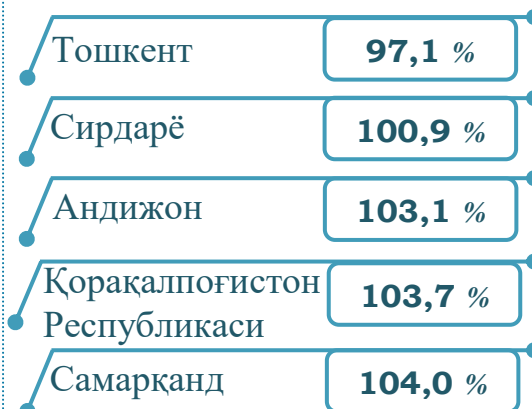 Тошкент 97,1 %
Сирдарё 100,9 %
Андижон 103,1 %
Қорақалпоғистон
Республикаси 103,7 %
Самарқанд 104,0 %